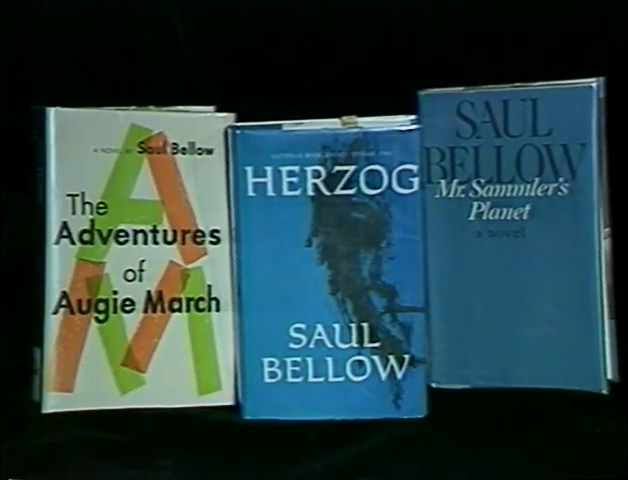 A NOVEL BY Saul Bellow
The
Adventures
of
Augie March
HERZOG
SAUL
BELLOW
SAUL
BELLOW
Mr. Sammler's
Planet
a novel